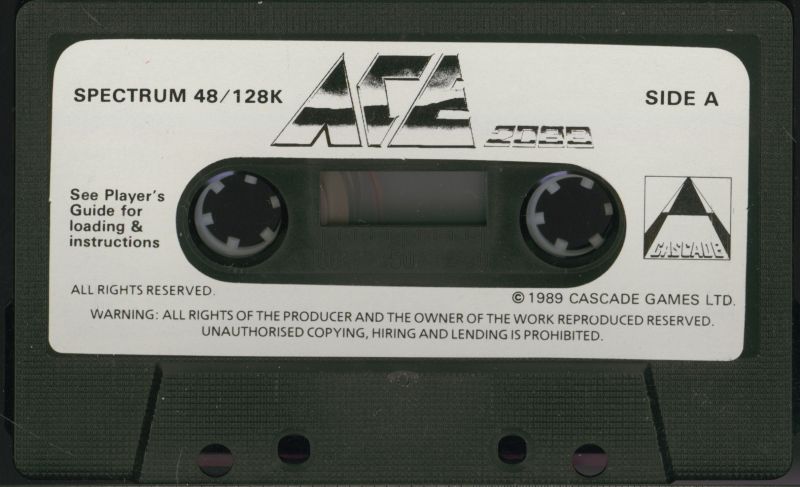 SPECTRUM 48/128K
ACE
2088
SIDE A
See Player's
Guide for
loading &
instructions
CASCADE
ALL RIGHTS RESERVED.
© 1989 CASCADE GAMES LTD.
WARNING: ALL RIGHTS OF THE PRODUCER AND THE OWNER OF THE WORK REPRODUCED RESERVED.
UNAUTHORISED COPYING, HIRING AND LENDING IS PROHIBITED.